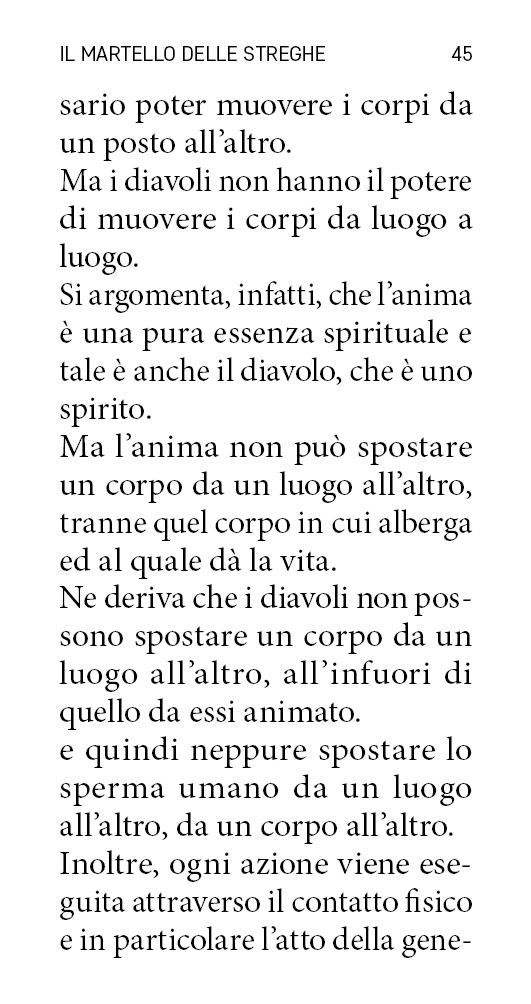 IL MARTELLO DELLE STREGHE 45
sario poter muovere i corpi da
un posto all’altro.
Ma i diavoli non hanno il potere
di muovere i corpi da luogo a
luogo.
Si argomenta, infatti, che l’anima
è una pura essenza spirituale e
tale è anche il diavolo, che è uno
spirito.
Ma l’anima non può spostare
un corpo da un luogo all’altro,
tranne quel corpo in cui alberga
ed al quale dà la vita.
Ne deriva che i diavoli non pos-
sono spostare un corpo da un
luogo all’altro, all’infuori di
quello da essi animato.
e quindi neppure spostare lo
sperma umano da un luogo
all’altro, da un corpo all’altro.
Inoltre, ogni azione viene ese-
guita attraverso il contatto fisico
e in particolare l’atto della gene-